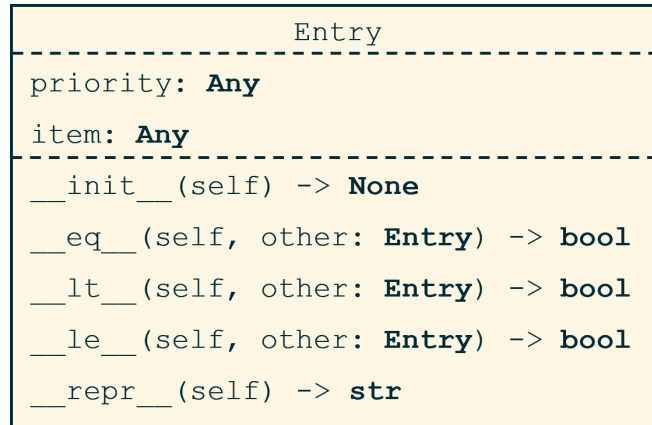 Entry
priority: Any
item: Any
__init__(self) -> None
__eq__(self, other: Entry) -> bool
__lt__(self, other: Entry) -> bool
__le__(self, other: Entry) -> bool
__repr__(self) -> str